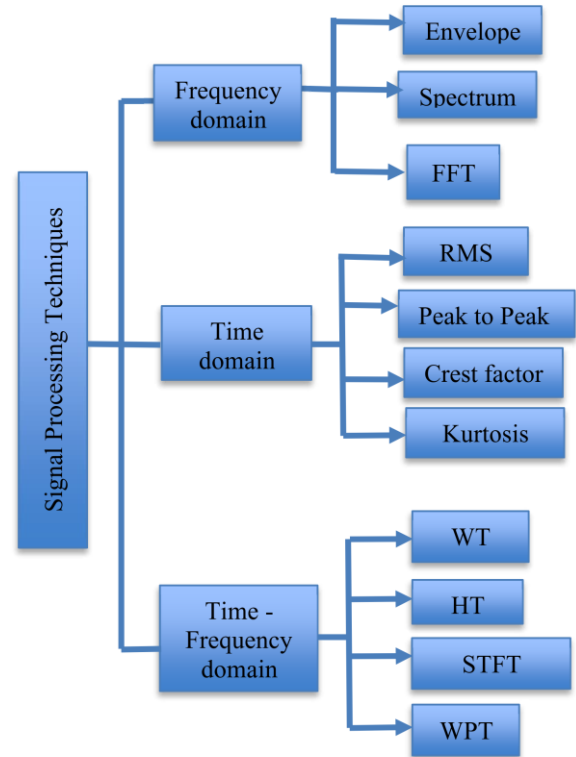 Signal Processing Techniques
Frequency
domain
Envelope
Spectrum
FFT
Time
domain
RMS
Peak to Peak
Crest factor
Kurtosis
Time -
Frequency
domain
WT
HT
STFT
WPT